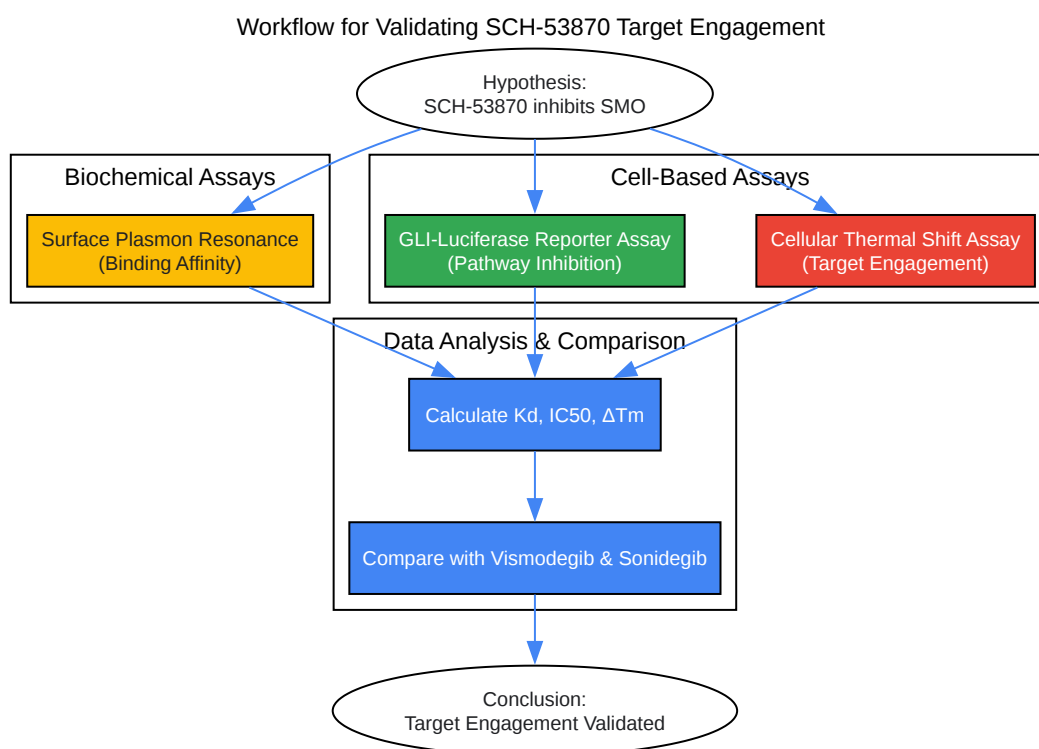 Workflow for Validating SCH-53870 Target Engagement
Hypothesis:
SCH-53870 inhibits SMO
Biochemical Assays
Cell-Based Assays
Surface Plasmon Resonance
(Binding Affinity)
GLI-Luciferase Reporter Assay
(Pathway Inhibition)
Cellular Thermal Shift Assay
(Target Engagement)
Data Analysis & Comparison
Calculate Kd, IC50, ΔTm
Compare with Vismodegib & Sonidegib
Conclusion:
Target Engagement Validated